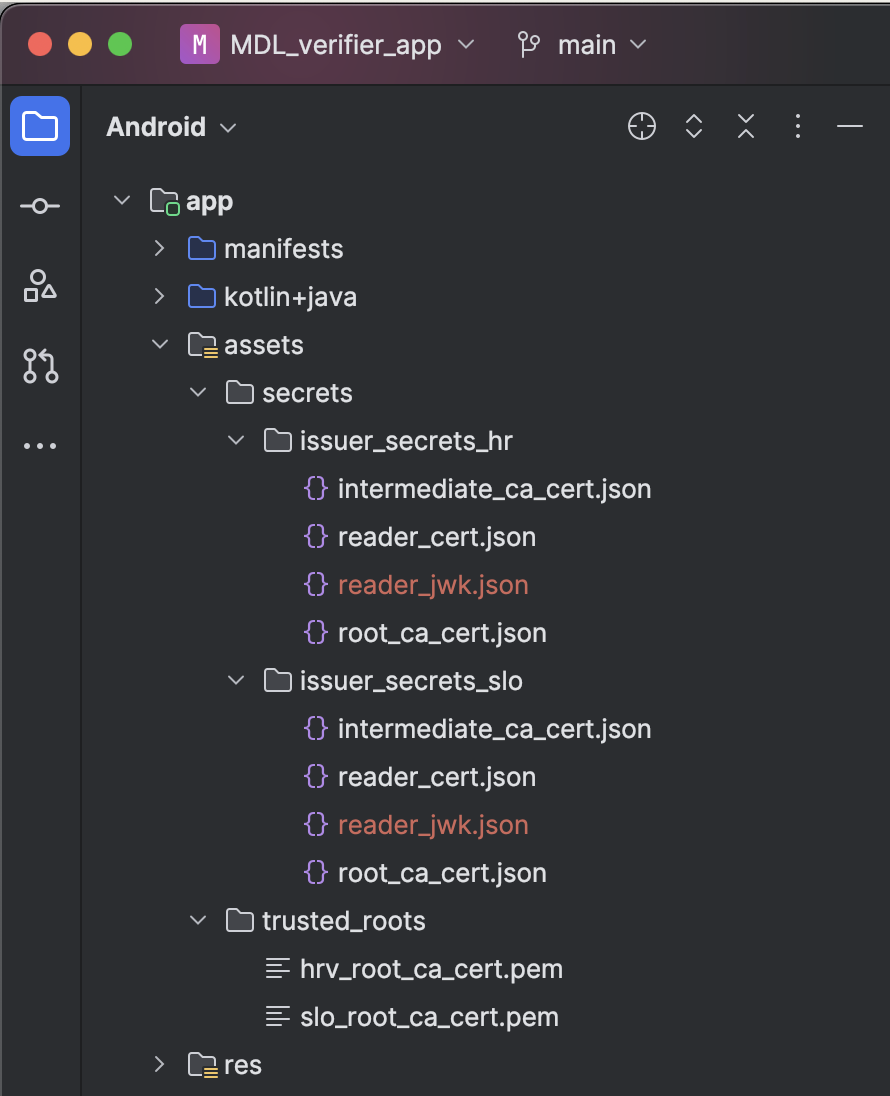 M MDL_verifier_app main
Android
app
manifests
kotlin+java
assets
secrets
issuer_secrets_hr
intermediate_ca_cert.json
reader_cert.json
reader_jwk.json
root_ca_cert.json
issuer_secrets_slo
intermediate_ca_cert.json
reader_cert.json
reader_jwk.json
root_ca_cert.json
trusted_roots
hrv_root_ca_cert.pem
slo_root_ca_cert.pem
res